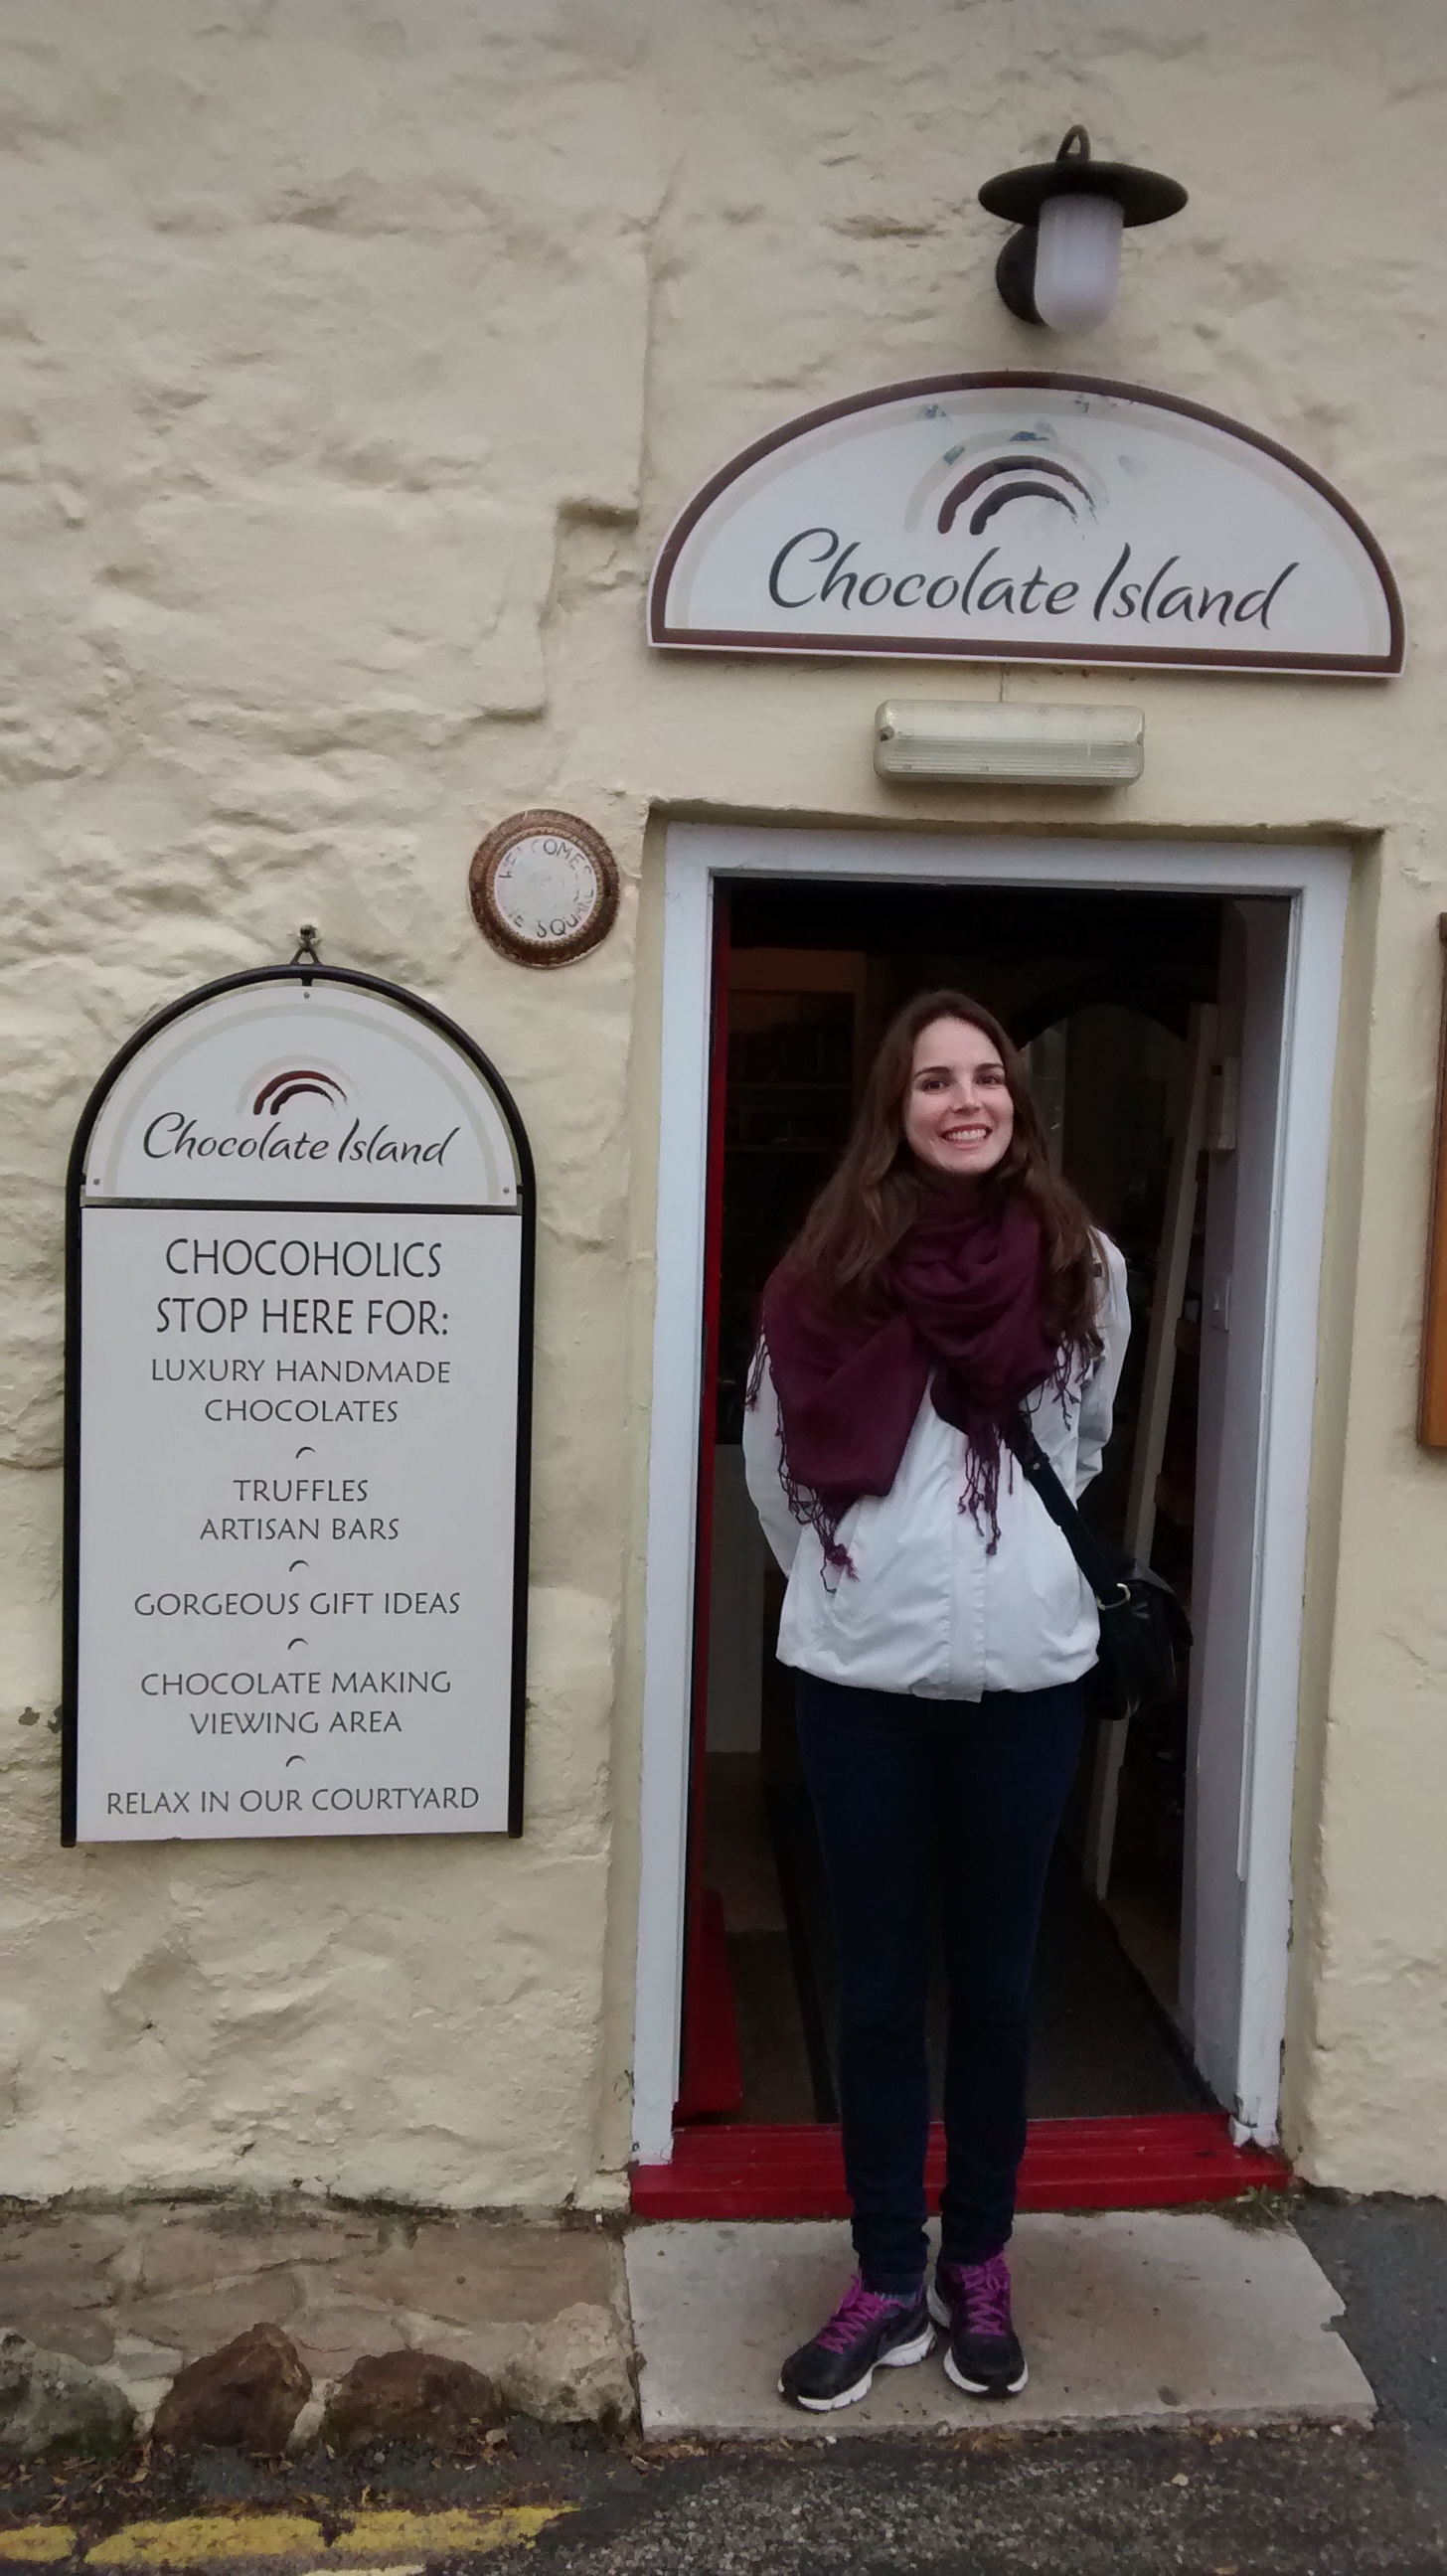 Chocolate Island
WELCOME
SQUARE
Chocolate Island
CHOCOHOLICS
STOP HERE FOR:
LUXURY HANDMADE
CHOCOLATES
TRUFFLES
ARTISAN BARS
GORGEOUS GIFT IDEAS
CHOCOLATE MAKING
VIEWING AREA
RELAX IN OUR COURTYARD